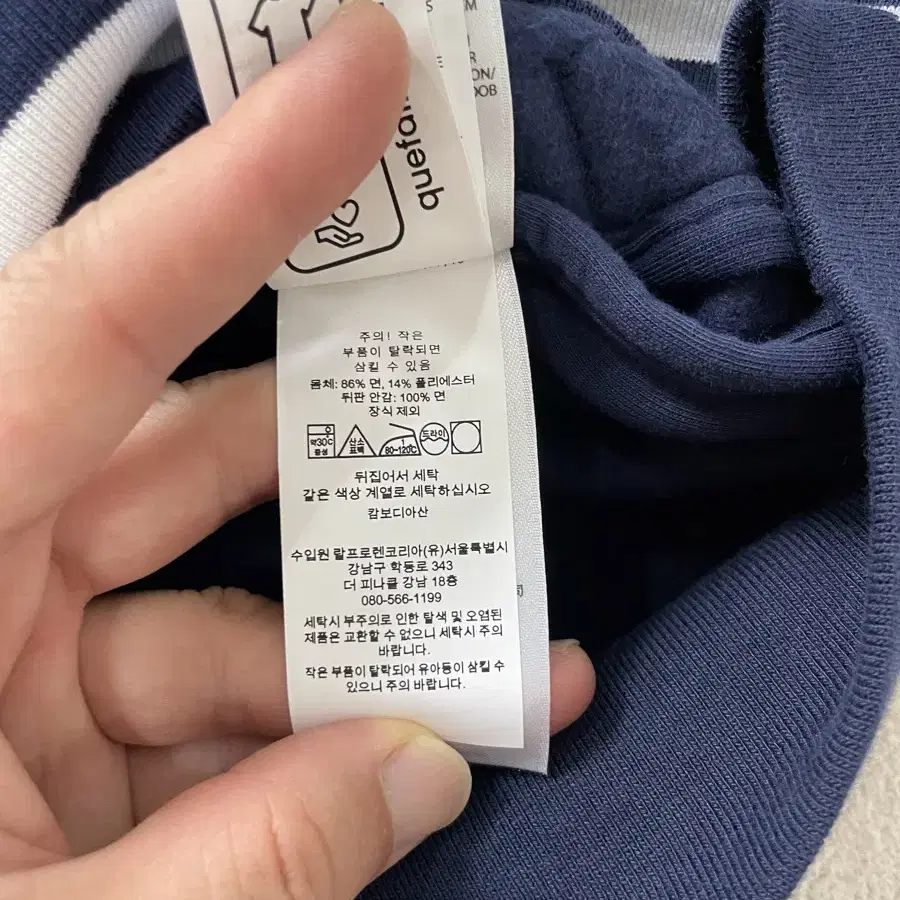 S M
E
R
ON/
OOB
quefa
주의! 작은
부품이 탈락되면
삼킬 수 있음
몸체: 86% 면, 14% 폴리에스터
뒤판 안감: 100% 면
장식 제외
약30℃
중성
산소
표백
80~120℃
드라이
뒤집어서 세탁
같은 색상 계열로 세탁하십시오
캄보디아산
수입원 랄프로렌코리아(유)서울특별시
강남구 학동로 343
더 피나클 강남 18층
080-566-1199
세탁시 부주의로 인한 탈색 및 오염된
제품은 교환할 수 없으니 세탁시 주의
바랍니다.
작은 부품이 탈락되어 유아등이 삼킬 수
있으니 주의 바랍니다.